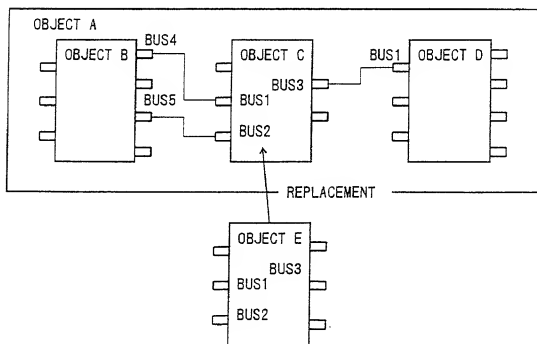 OBJECT A
OBJECT B
BUS4
BUS5
OBJECT C
BUS3
BUS1
BUS2
BUS1
OBJECT D
REPLACEMENT
OBJECT E
BUS3
BUS1
BUS2